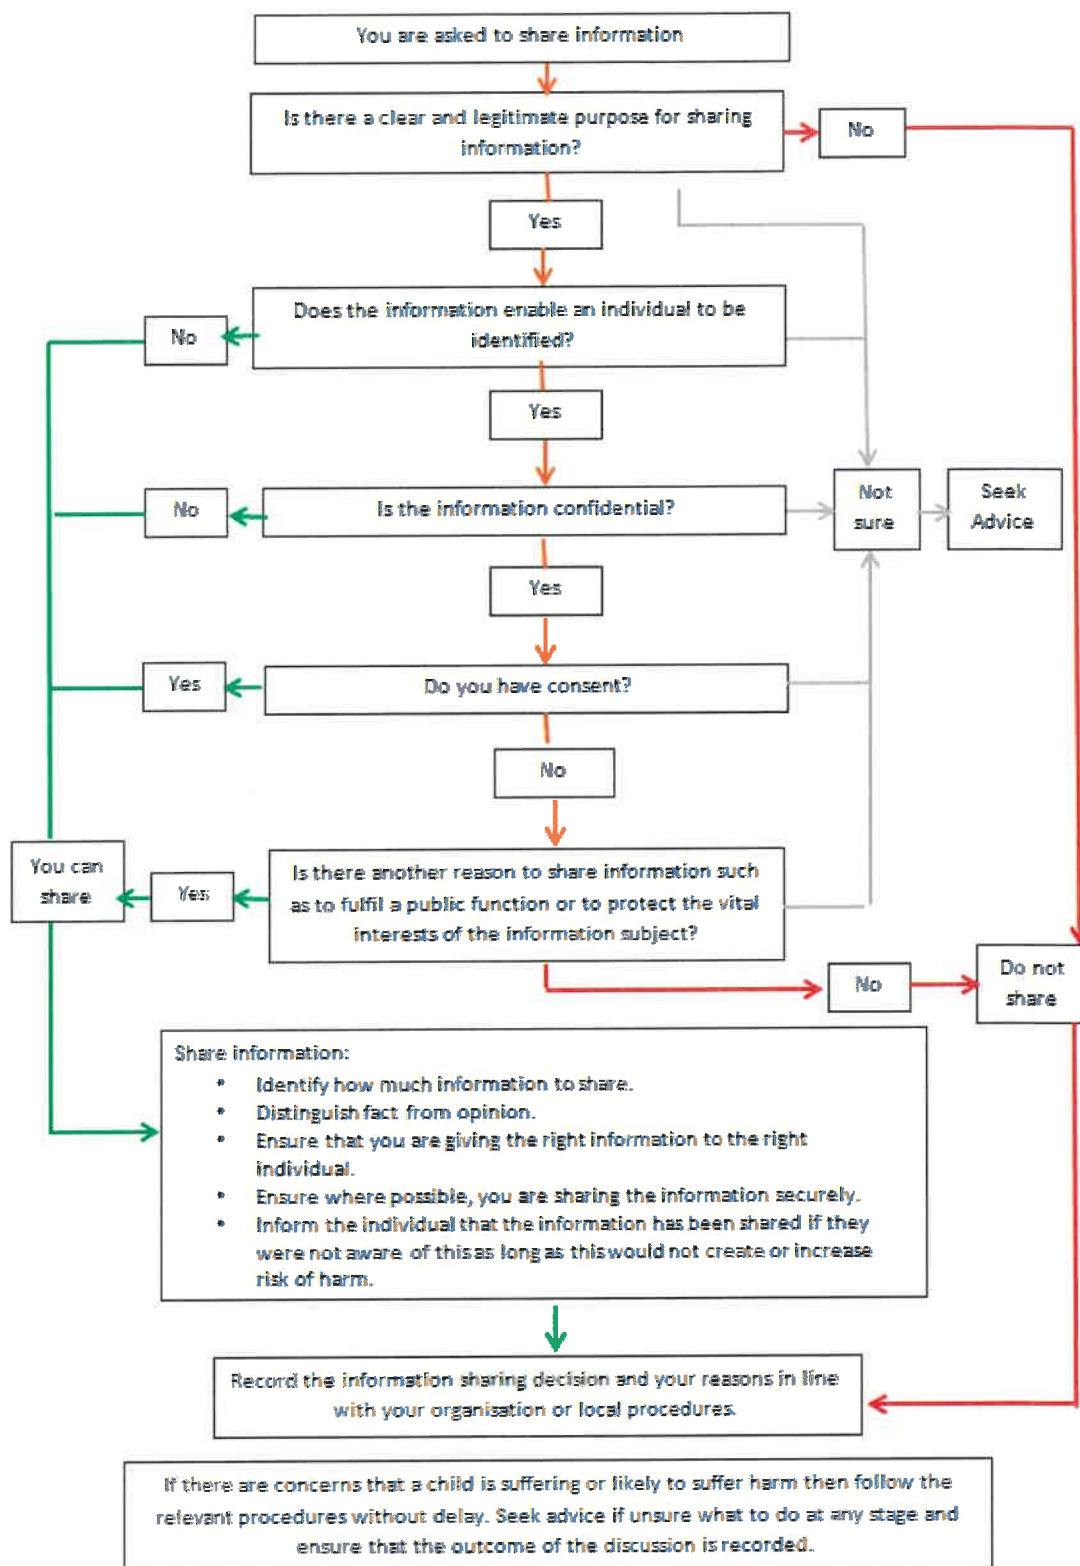 You are asked to share information
Is there a clear and legitimate purpose for sharing
information?
No
Yes
Does the information enable an individual to be
identified?
No
Yes
Is the information confidential?
No
Not
sure
Seek
Advice
Yes
Do you have consent?
Yes
No
Is there another reason to share information such
as to fulfil a public function or to protect the vital
interests of the information subject?
Yes
You can
share
No
Do not
share
Share information:
• Identify how much information to share.
• Distinguish fact from opinion.
• Ensure that you are giving the right information to the right
individual.
• Ensure where possible, you are sharing the information securely.
• Inform the individual that the information has been shared if they
were not aware of this as long as this would not create or increase
risk of harm.
Record the information sharing decision and your reasons in line
with your organisation or local procedures.
If there are concerns that a child is suffering or likely to suffer harm then follow the
relevant procedures without delay. Seek advice if unsure what to do at any stage and
ensure that the outcome of the discussion is recorded.